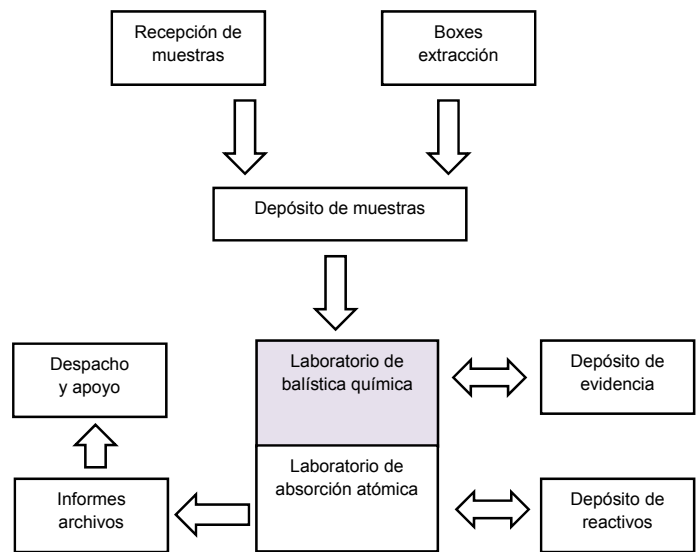 Recepción de
muestras
Boxes
extracción
Depósito de muestras
Laboratorio de
balística química
Despacho
y apoyo
Depósito de
evidencia
Laboratorio de
absorción atómica
Informes
archivos
Depósito de
reactivos